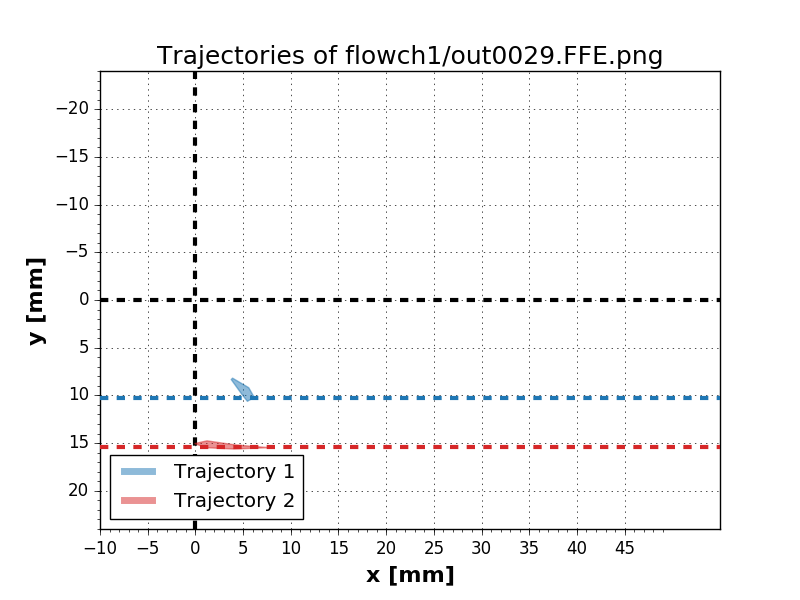 Trajectories of flowch1/out0029.FFE.png
−20
−15
−10
−5
0
5
10
15
20
y [mm]
Trajectory 1
Trajectory 2
−10 −5 0 5 10 15 20 25 30 35 40 45
x [mm]